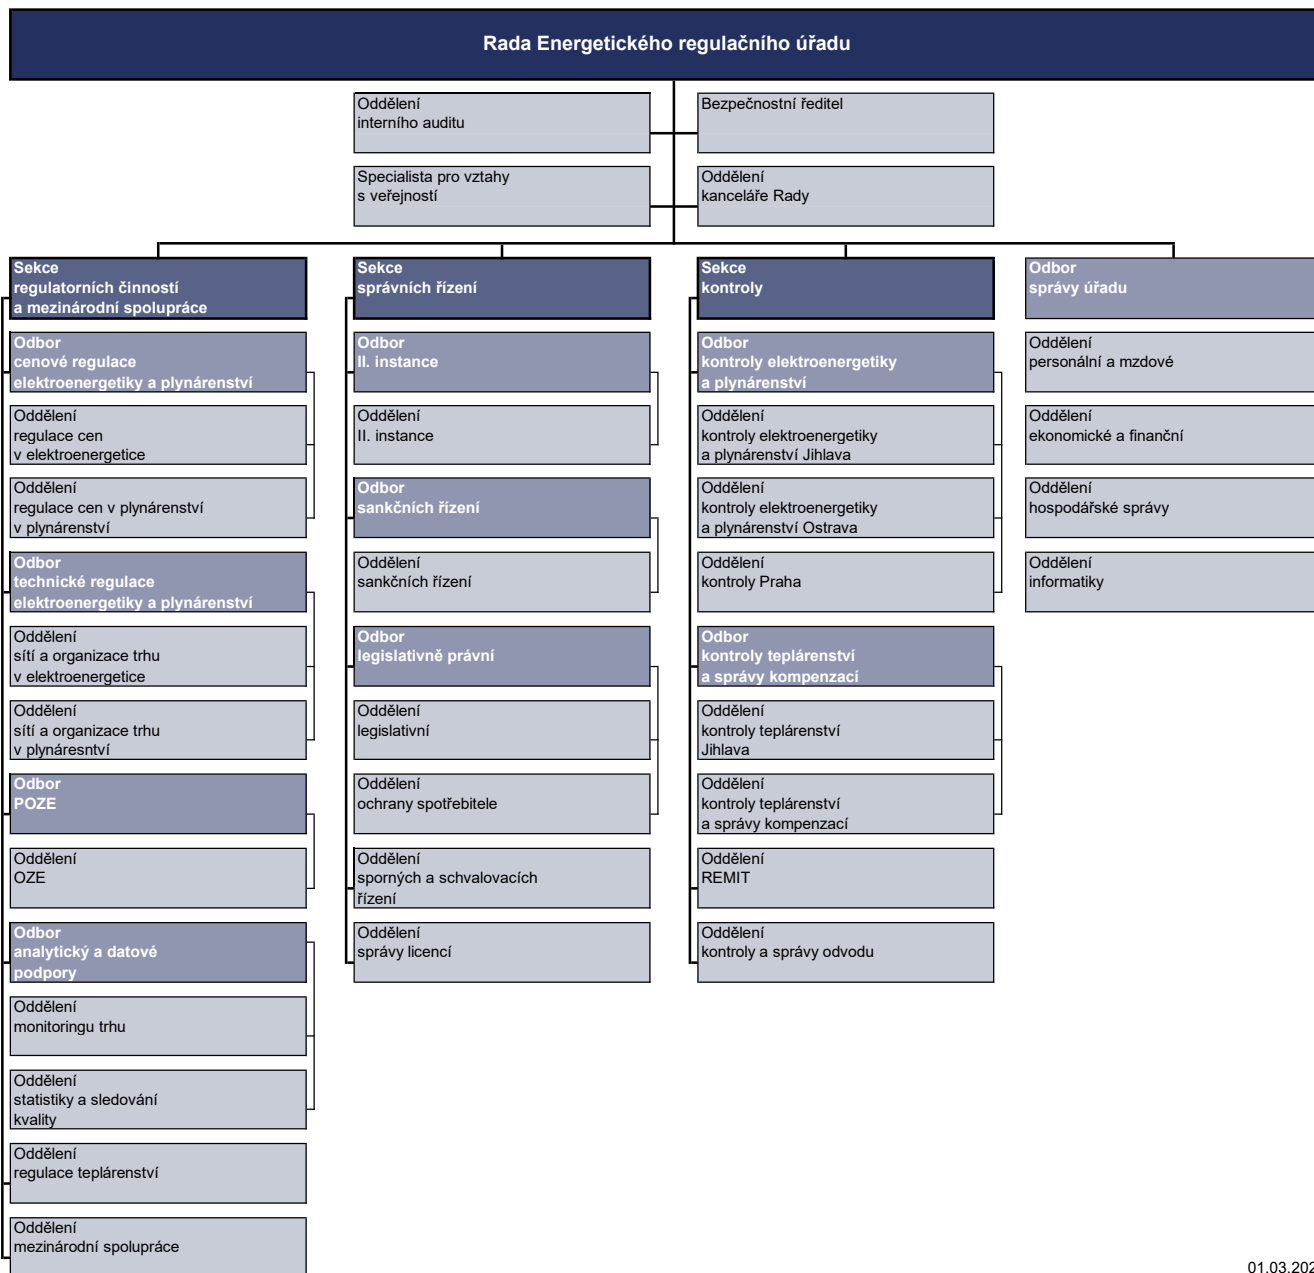 Rada Energetického regulačního úřadu
Oddělení
interního auditu
Bezpečnostní ředitel
Specialista pro vztahy
s veřejností
Oddělení
kanceláře Rady
Sekce
regulatorních činností
a mezinárodní spolupráce
Odbor
cenové regulace
elektroenergetiky a plynárenství
Oddělení
regulace cen
v elektroenergetice
Oddělení
regulace cen v plynárenství
v plynárenství
Odbor
technické regulace
elektroenergetiky a plynárenství
Oddělení
sítí a organizace trhu
v elektroenergetice
Oddělení
sítí a organizace trhu
v plynáresntví
Odbor
POZE
Oddělení
OZE
Odbor
analytický a datové
podpory
Oddělení
monitoringu trhu
Oddělení
statistiky a sledování
kvality
Oddělení
regulace teplárenství
Oddělení
mezinárodní spolupráce
Sekce
správních řízení
Odbor
II. instance
Oddělení
II. instance
Odbor
sankčních řízení
Oddělení
sankčních řízení
Odbor
legislativně právní
Oddělení
legislativní
Oddělení
ochrany spotřebitele
Oddělení
sporných a schvalovacích
řízení
Oddělení
správy licencí
Sekce
kontroly
Odbor
kontroly elektroenergetiky
a plynárenství
Oddělení
kontroly elektroenergetiky
a plynárenství Jihlava
Oddělení
kontroly elektroenergetiky
a plynárenství Ostrava
Oddělení
kontroly Praha
Odbor
kontroly teplárenství
a správy kompenzací
Oddělení
kontroly teplárenství
Jihlava
Oddělení
kontroly teplárenství
a správy kompenzací
Oddělení
REMIT
Oddělení
kontroly a správy odvodu
Odbor
správy úřadu
Oddělení
personální a mzdové
Oddělení
ekonomické a finanční
Oddělení
hospodářské správy
Oddělení
informatiky
01.03.202